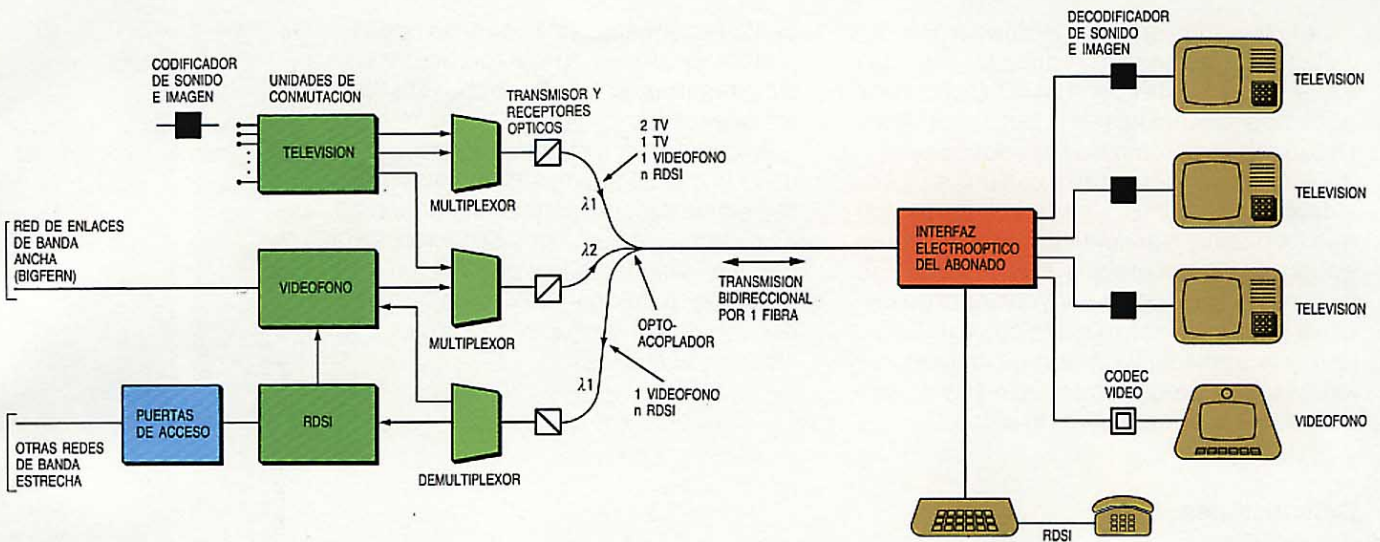 CODIFICADOR
DE SONIDO
E IMAGEN
UNIDADES DE
CONMUTACION
TELEVISION
MULTIPLEXOR
TRANSMISOR Y
RECEPTORES
OPTICOS
2 TV
1 TV
1 VIDEOFONO
n RDSI
λ1
RED DE ENLACES
DE BANDA
ANCHA
(BIGFERN)
VIDEOFONO
MULTIPLEXOR
λ2
OPTO-
ACOPLADOR
TRANSMISION
BIDIRECCIONAL
POR 1 FIBRA
λ1
1 VIDEOFONO
n RDSI
PUERTAS
DE ACCESO
RDSI
DEMULTIPLEXOR
OTRAS REDES
DE BANDA
ESTRECHA
INTERFAZ
ELECTROOPTICO
DEL ABONADO
DECODIFICADOR
DE SONIDO
E IMAGEN
TELEVISION
TELEVISION
TELEVISION
CODEC
VIDEO
VIDEOFONO
RDSI